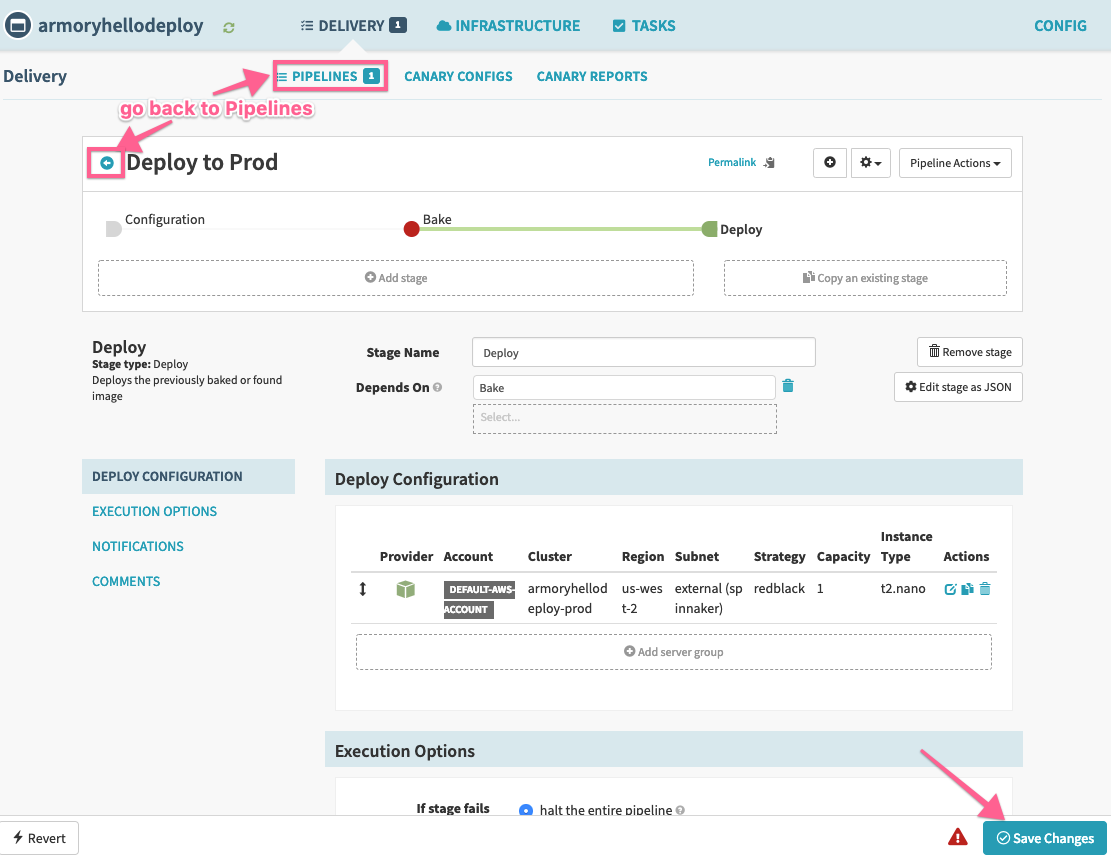 armoryhellodeploy
DELIVERY 1
INFRASTRUCTURE
TASKS
CONFIG
Delivery
PIPELINES 1
CANARY CONFIGS
CANARY REPORTS
go back to Pipelines
Deploy to Prod
Permalink
Pipeline Actions
Configuration
Bake
Deploy
Add stage
Copy an existing stage
Deploy
Stage type: Deploy
Deploys the previously baked or found
image
Stage Name
Deploy
Remove stage
Depends On
Bake
Edit stage as JSON
Select...
DEPLOY CONFIGURATION
EXECUTION OPTIONS
NOTIFICATIONS
COMMENTS
Deploy Configuration
Instance
Provider Account Cluster Region Subnet Strategy Capacity Type Actions
DEFAULT-AWS- armoryhellod us-wes external (sp redblack 1 t2.nano
ACCOUNT eploy-prod t-2 innaker)
Add server group
Execution Options
If stage fails
halt the entire pipeline
Revert
Save Changes